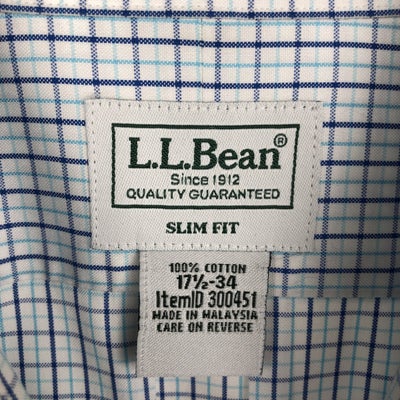 L.L.Bean®
Since 1912
QUALITY GUARANTEED
SLIM FIT
100% COTTON
17½-34
ItemID 300451
MADE IN MALAYSIA
CARE ON REVERSE